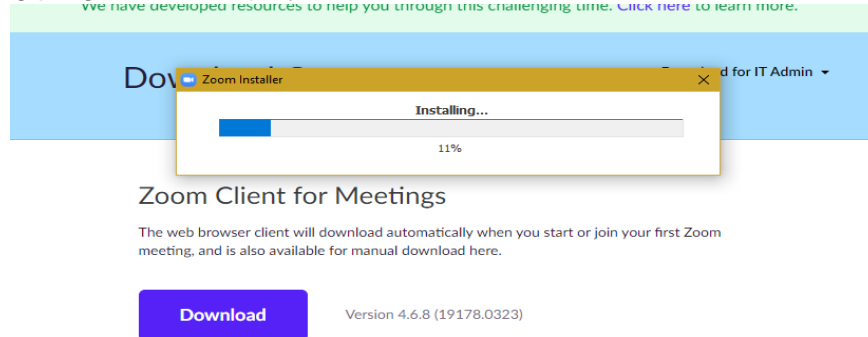 We have developed resources to help you through this challenging time. Click here to learn more.
Dow
d for IT Admin
Zoom Installer
Installing...
11%
Zoom Client for Meetings
The web browser client will download automatically when you start or join your first Zoom
meeting, and is also available for manual download here.
Download
Version 4.6.8 (19178.0323)